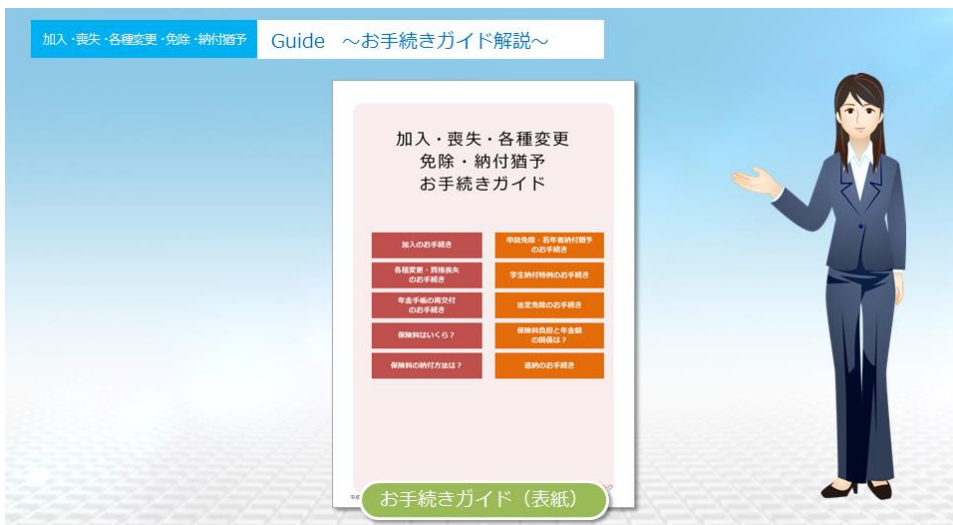 加入・喪失・各種変更・免除・納付猶予
Guide　～お手続きガイド解説～
加入・喪失・各種変更
免除・納付猶予
お手続きガイド
加入のお手続き
各種変更・資格喪失
のお手続き
年金手帳の再交付
のお手続き
保険料はいくら？
保険料の納付方法は？
申請免除・若年者納付猶予
のお手続き
学生納付特例のお手続き
法定免除のお手続き
保険料負担と年金額
の関係は？
追納のお手続き
お手続きガイド（表紙）